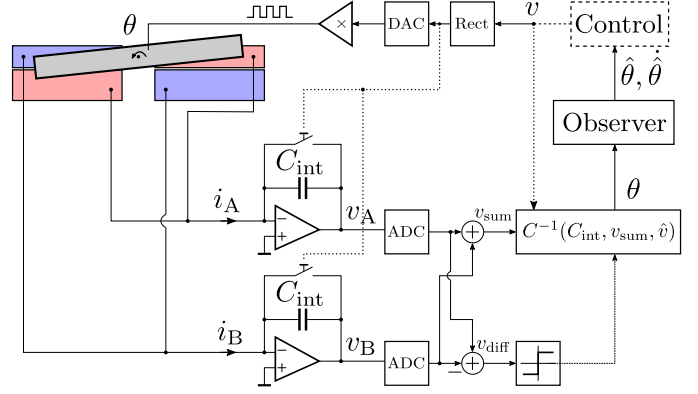 θ
×
DAC
Rect
v
Control
θ̂, θ̂̇
Observer
θ
C_int
i_A
v_A
−
+
ADC
v_sum
+
C⁻¹(C_int, v_sum, v̂)
C_int
i_B
v_B
−
+
ADC
v_diff
+
−